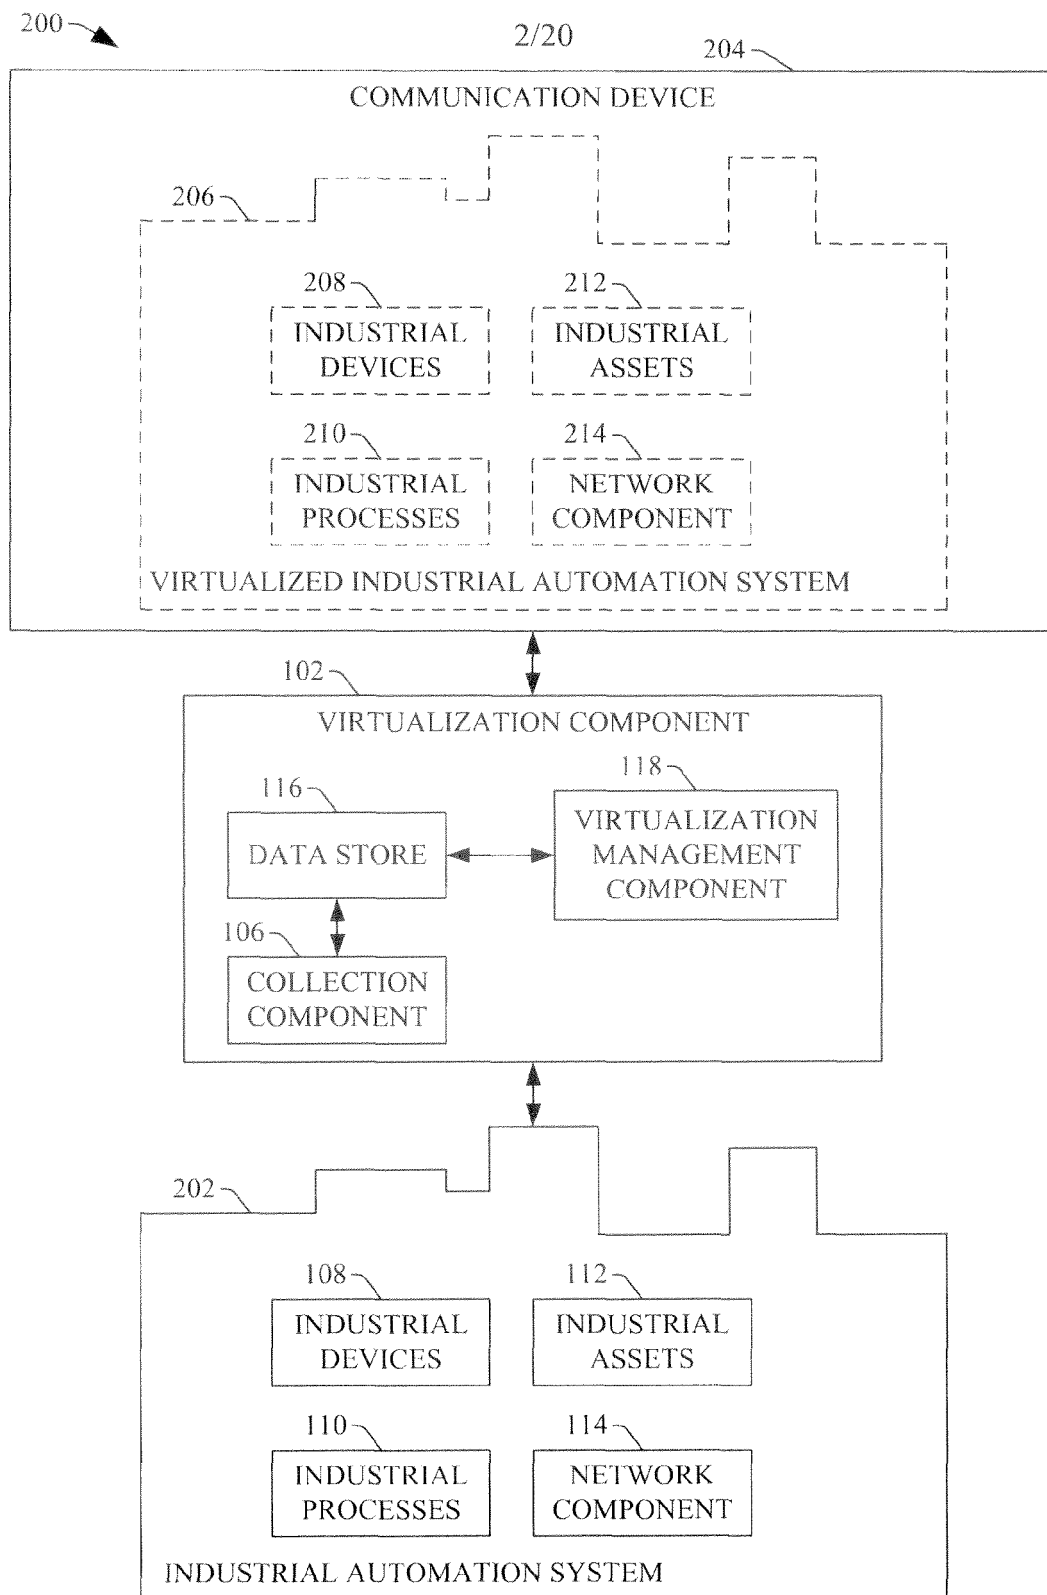 200
2/20
204
COMMUNICATION DEVICE
206
208
212
INDUSTRIAL
DEVICES
INDUSTRIAL
ASSETS
210
214
INDUSTRIAL
PROCESSES
NETWORK
COMPONENT
VIRTUALIZED INDUSTRIAL AUTOMATION SYSTEM
102
VIRTUALIZATION COMPONENT
116
118
DATA STORE
VIRTUALIZATION
MANAGEMENT
COMPONENT
106
COLLECTION
COMPONENT
202
108
112
INDUSTRIAL
DEVICES
INDUSTRIAL
ASSETS
110
114
INDUSTRIAL
PROCESSES
NETWORK
COMPONENT
INDUSTRIAL AUTOMATION SYSTEM